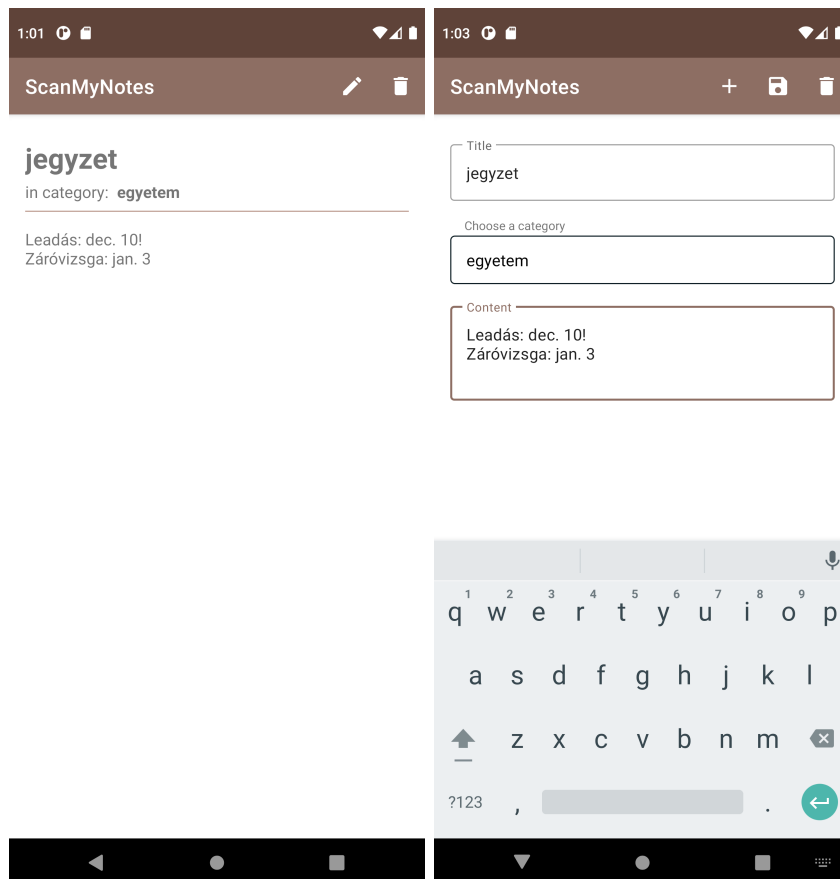 1:01
ScanMyNotes
jegyzet
in category: egyetem
Leadás: dec. 10!
Záróvizsga: jan. 3
1:03
ScanMyNotes
Title
jegyzet
Choose a category
egyetem
Content
Leadás: dec. 10!
Záróvizsga: jan. 3
1 2 3 4 5 6 7 8 9
q w e r t y u i o p
a s d f g h j k l
z x c v b n m
?123 , .